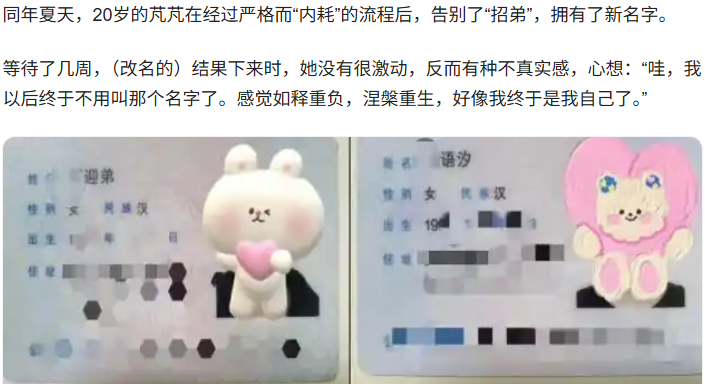 同年夏天，20岁的芃芃在经过严格而“内耗”的流程后，告别了“招弟”，拥有了新名字。
等待了几周，（改名的）结果下来时，她没有很激动，反而有种不真实感，心想：“哇，我
以后终于不用叫那个名字了。感觉如释重负，涅槃重生，好像我终于是我自己了。”
姓 迎弟
性 别 女 民 族 汉
出 生 1 年 日
住 址
姓 名 语汐
性 别 女 民 族 汉
出 生 19
住 址